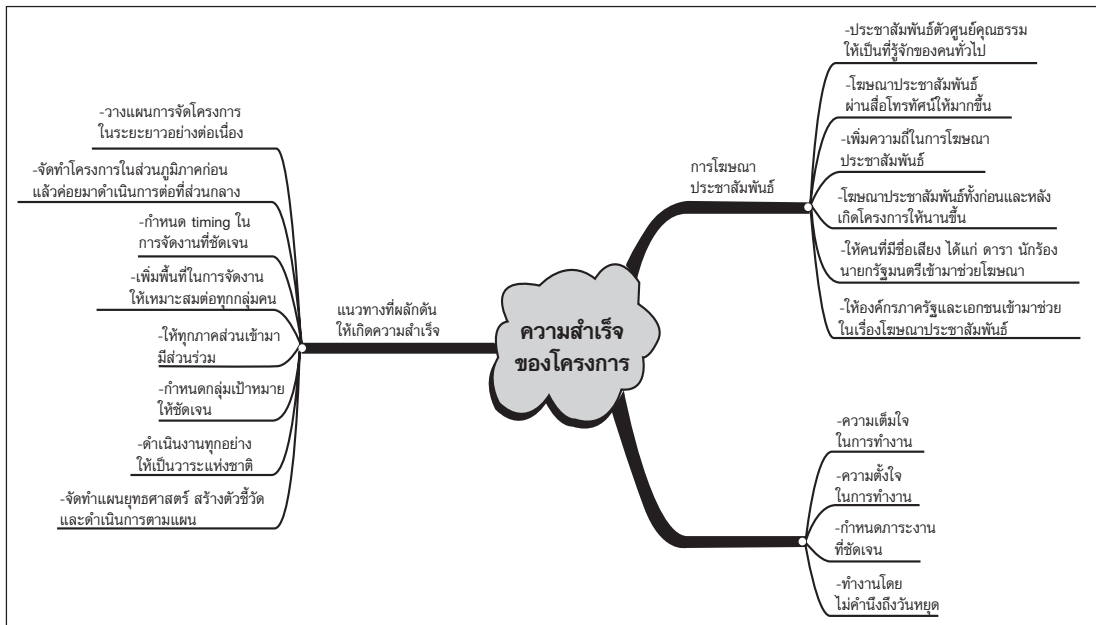 ความสำเร็จ
ของโครงการ
การโฆษณา
ประชาสัมพันธ์
-ประชาสัมพันธ์ตัวศูนย์คุณธรรม
ให้เป็นที่รู้จักของคนทั่วไป
-โฆษณาประชาสัมพันธ์
ผ่านสื่อโทรทัศน์ให้มากขึ้น
-เพิ่มความถี่ในการโฆษณา
ประชาสัมพันธ์
-โฆษณาประชาสัมพันธ์ทั้งก่อนและหลัง
เกิดโครงการให้นานขึ้น
-ให้คนที่มีชื่อเสียง ได้แก่ ดารา นักร้อง
นายกรัฐมนตรีเข้ามาช่วยโฆษณา
-ให้องค์กรภาครัฐและเอกชนเข้ามาช่วย
ในเรื่องโฆษณาประชาสัมพันธ์
-ความเต็มใจ
ในการทำงาน
-ความตั้งใจ
ในการทำงาน
-กำหนดภาระงาน
ที่ชัดเจน
-ทำงานโดย
ไม่คำนึงถึงวันหยุด
แนวทางที่ผลักดัน
ให้เกิดความสำเร็จ
-วางแผนการจัดโครงการ
ในระยะยาวอย่างต่อเนื่อง
-จัดทำโครงการในส่วนภูมิภาคก่อน
แล้วค่อยมาดำเนินการต่อที่ส่วนกลาง
-กำหนด timing ใน
การจัดงานที่ชัดเจน
-เพิ่มพื้นที่ในการจัดงาน
ให้เหมาะสมต่อทุกกลุ่มคน
-ให้ทุกภาคส่วนเข้ามา
มีส่วนร่วม
-กำหนดกลุ่มเป้าหมาย
ให้ชัดเจน
-ดำเนินงานทุกอย่าง
ให้เป็นวาระแห่งชาติ
-จัดทำแผนยุทธศาสตร์ สร้างตัวชี้วัด
และดำเนินการตามแผน